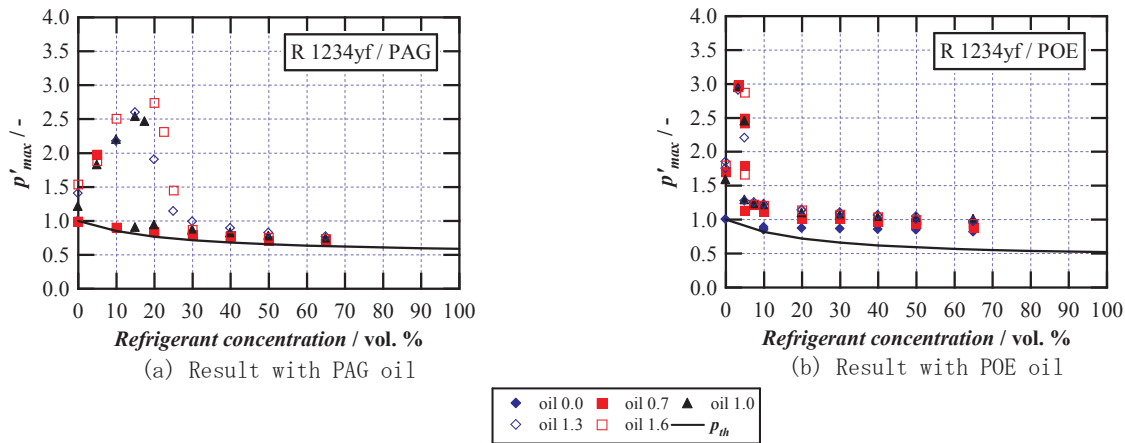 4.0
3.5
3.0
2.5
2.0
1.5
1.0
0.5
0.0
p'max / -
R 1234yf / PAG
0 10 20 30 40 50 60 70 80 90 100
Refrigerant concentration / vol. %
(a) Result with PAG oil
4.0
3.5
3.0
2.5
2.0
1.5
1.0
0.5
0.0
p'max / -
R 1234yf / POE
0 10 20 30 40 50 60 70 80 90 100
Refrigerant concentration / vol. %
(b) Result with POE oil
oil 0.0 oil 0.7 oil 1.0
oil 1.3 oil 1.6 pth